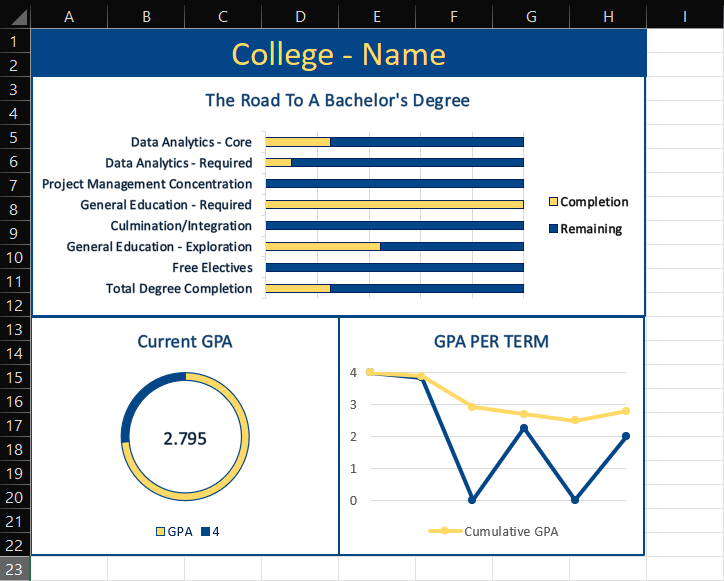 A B C D E F G H I
1
2
3
4
5
6
7
8
9
10
11
12
13
14
15
16
17
18
19
20
21
22
23
College - Name
The Road To A Bachelor's Degree
Data Analytics - Core
Data Analytics - Required
Project Management Concentration
General Education - Required
Culmination/Integration
General Education - Exploration
Free Electives
Total Degree Completion
Completion
Remaining
Current GPA
2.795
GPA 4
GPA PER TERM
4
3
2
1
0
Cumulative GPA